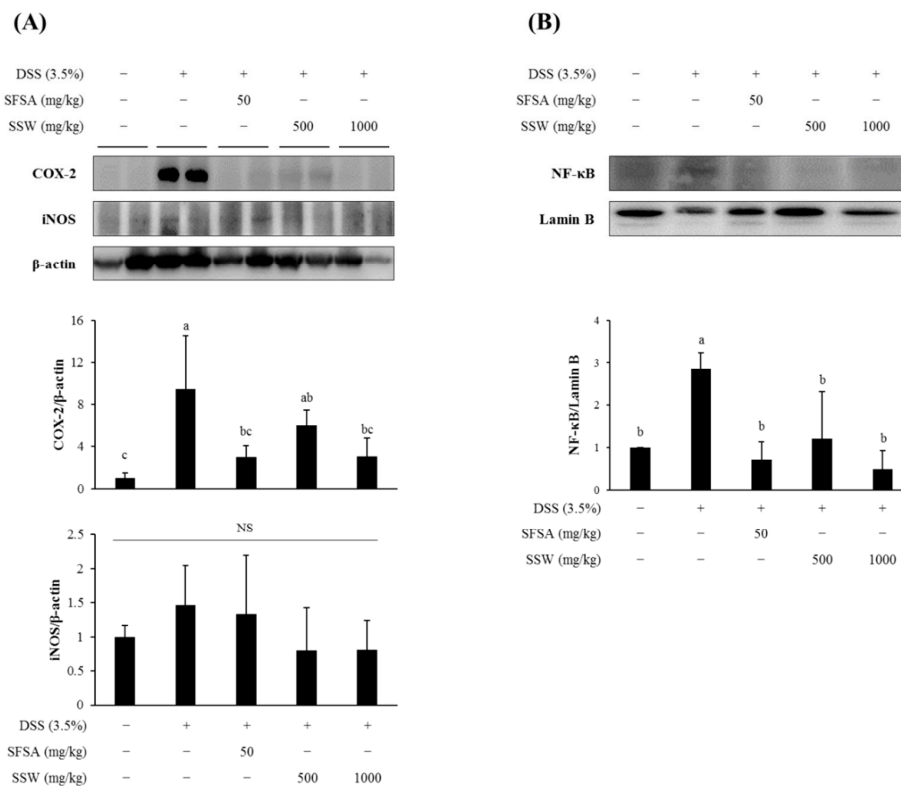 (A)
DSS (3.5%) − + + + +
SFSA (mg/kg) − − 50 − −
SSW (mg/kg) − − − 500 1000
COX-2
iNOS
β-actin
16
12
8
4
0
COX-2/β-actin
c
a
bc
ab
bc
2.5
2
1.5
1
0.5
0
iNOS/β-actin
NS
DSS (3.5%) − + + + +
SFSA (mg/kg) − − 50 − −
SSW (mg/kg) − − − 500 1000
(B)
DSS (3.5%) − + + + +
SFSA (mg/kg) − − 50 − −
SSW (mg/kg) − − − 500 1000
NF-κB
Lamin B
4
3
2
1
0
NF-κB/Lamin B
b
a
b
b
b
DSS (3.5%) − + + + +
SFSA (mg/kg) − − 50 − −
SSW (mg/kg) − − − 500 1000